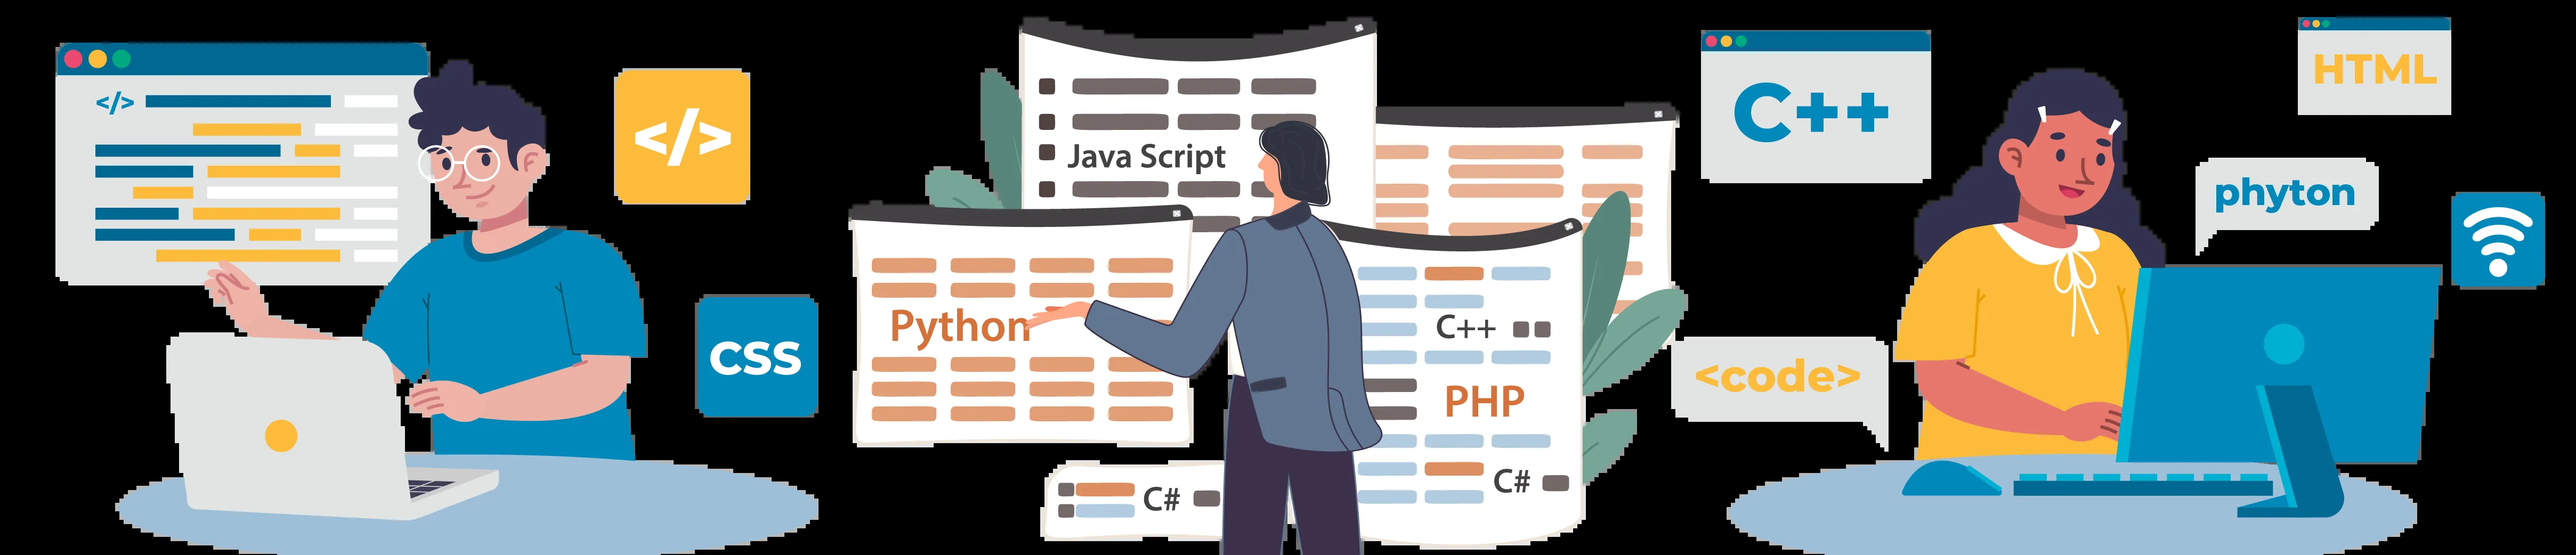 </>
</>
CSS
Java Script
Python
C++
PHP
C#
C#
C++
HTML
phyton
<code>